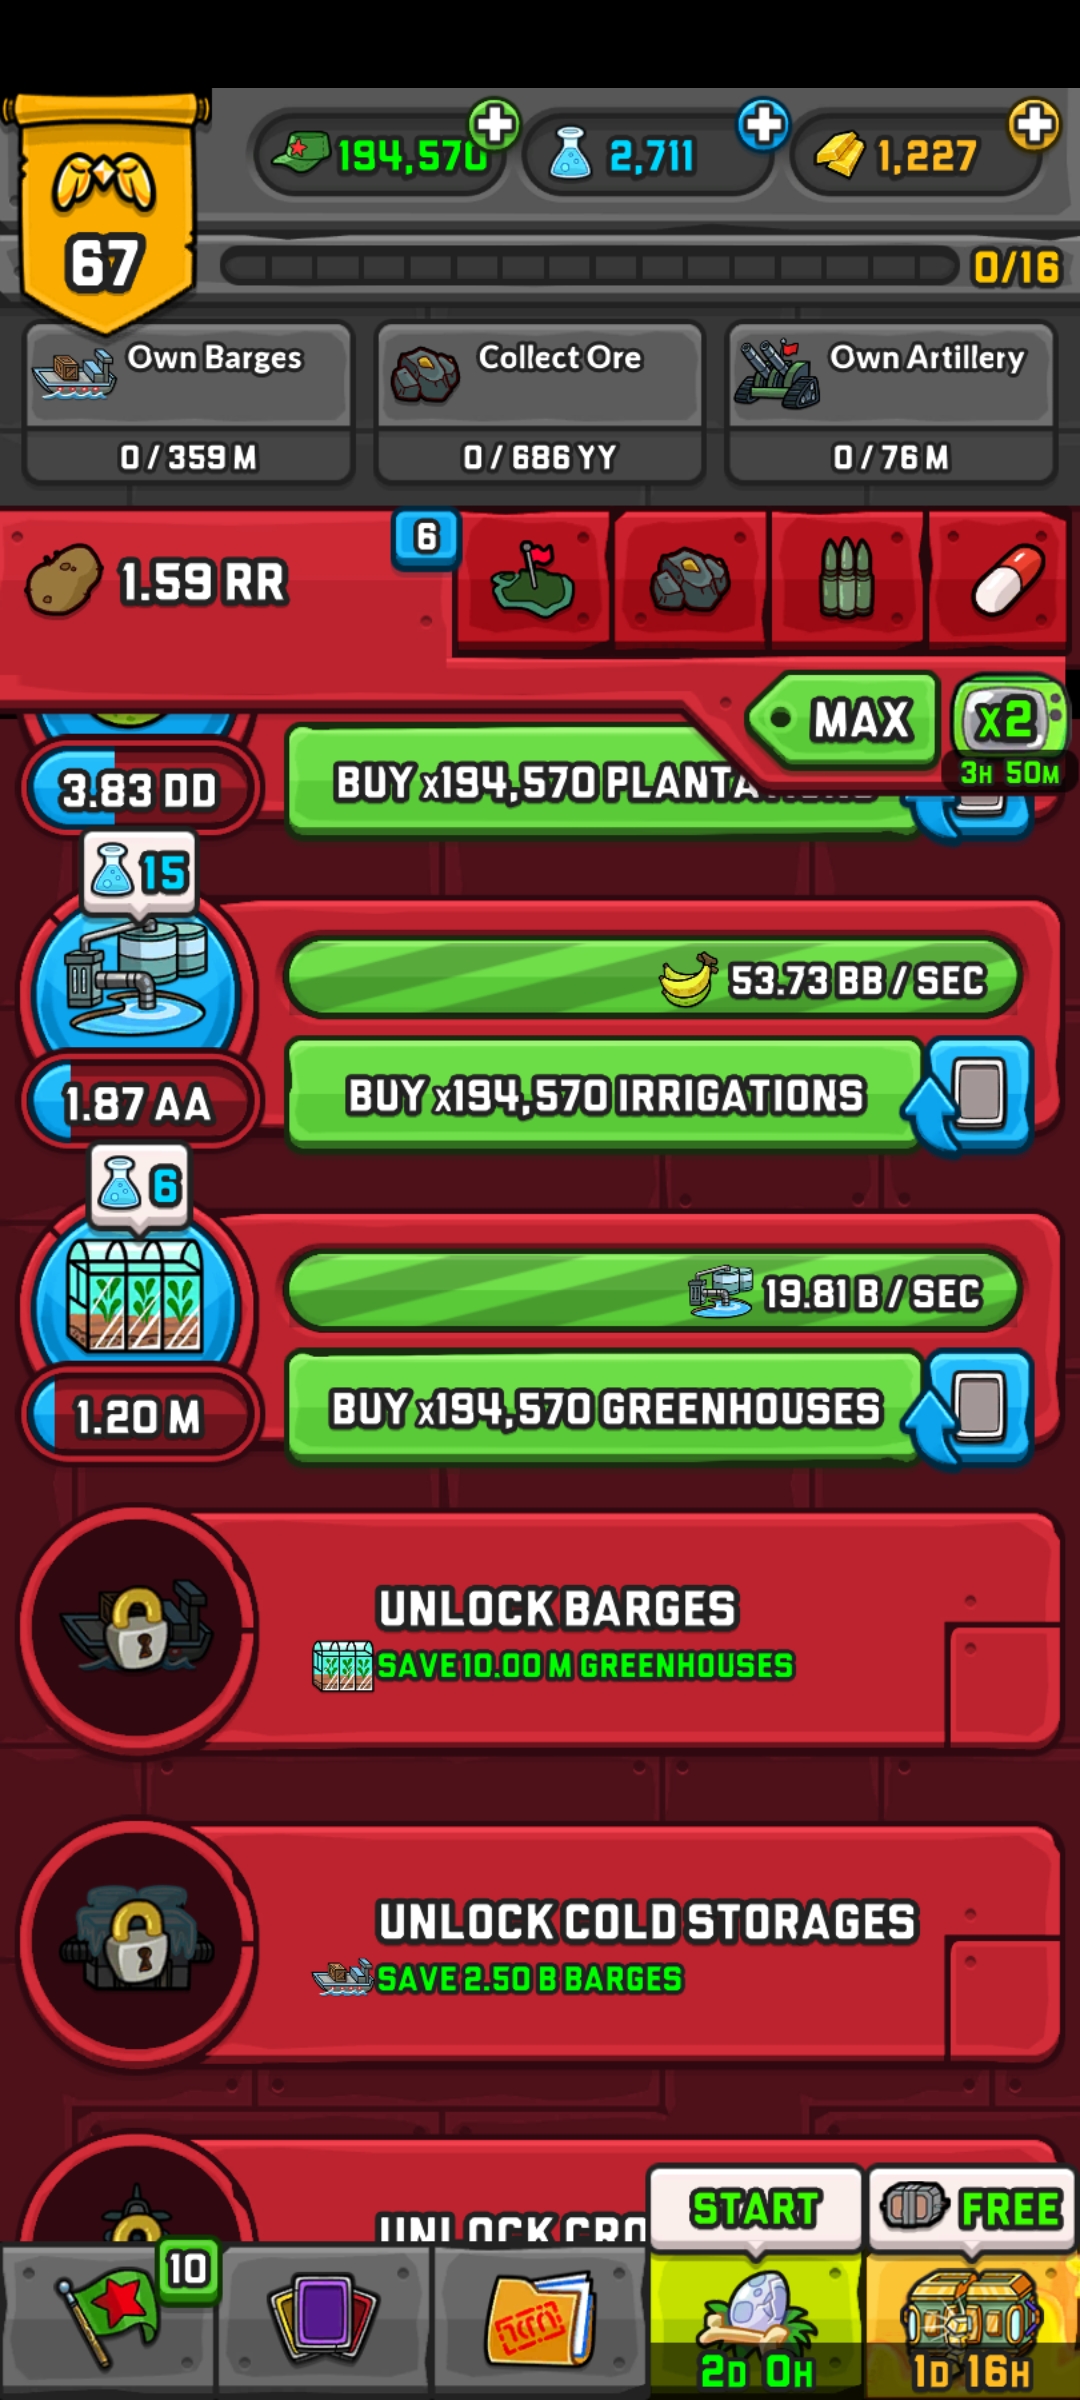 194,570
2,711
1,227
67
0/16
Own Barges
0 / 359 M
Collect Ore
0 / 686 YY
Own Artillery
0 / 76 M
1.59 RR
6
MAX
x2
3H 50M
3.83 DD
BUY x194,570
15
53.73 BB / SEC
1.87 AA
BUY x194,570 IRRIGATIONS
6
19.81 B / SEC
1.20 M
BUY x194,570 GREENHOUSES
UNLOCK BARGES
SAVE 10.00 M GREENHOUSES
UNLOCK COLD STORAGES
SAVE 2.50 B BARGES
UNLOCK
START
FREE
10
2D 0H
1D 16H